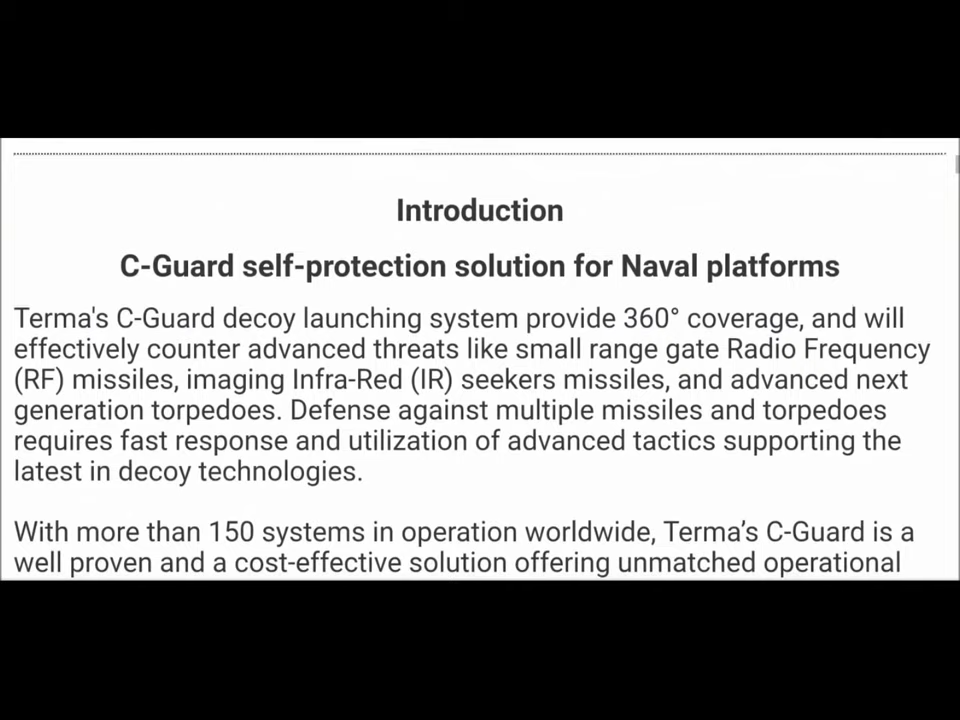 Introduction
C-Guard self-protection solution for Naval platforms
Terma's C-Guard decoy launching system provide 360° coverage, and will
effectively counter advanced threats like small range gate Radio Frequency
(RF) missiles, imaging Infra-Red (IR) seekers missiles, and advanced next
generation torpedoes. Defense against multiple missiles and torpedoes
requires fast response and utilization of advanced tactics supporting the
latest in decoy technologies.
With more than 150 systems in operation worldwide, Terma’s C-Guard is a
well proven and a cost-effective solution offering unmatched operational